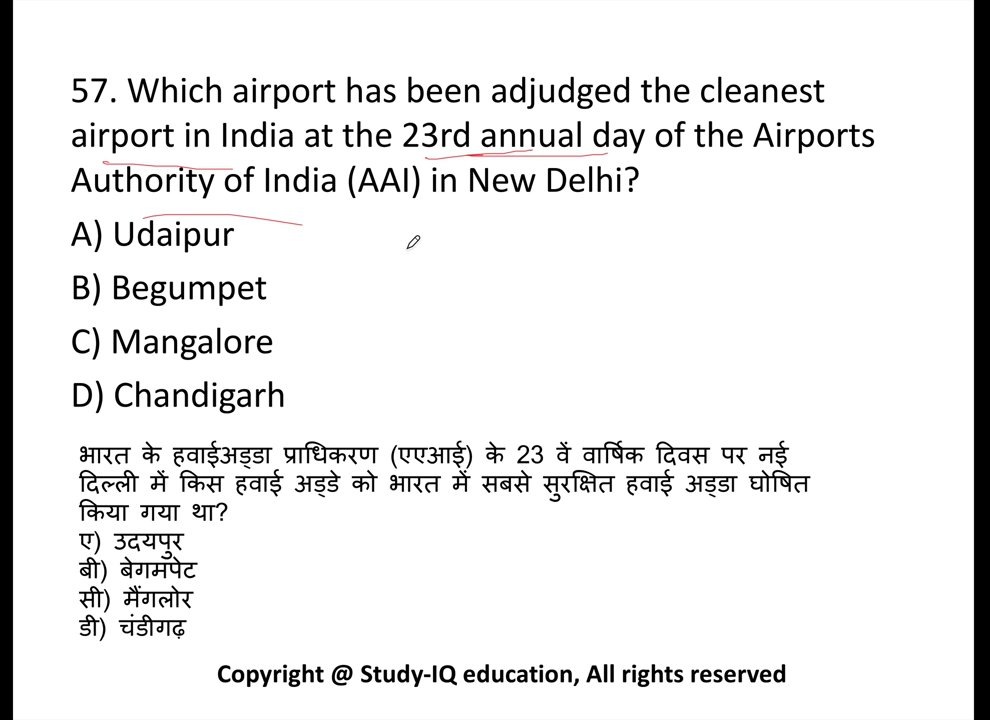 57. Which airport has been adjudged the cleanest
airport in India at the 23rd annual day of the Airports
Authority of India (AAI) in New Delhi?
A) Udaipur
B) Begumpet
C) Mangalore
D) Chandigarh
भारत के हवाईअड्डा प्राधिकरण (एएआई) के 23 वें वार्षिक दिवस पर नई
दिल्ली में किस हवाई अड्डे को भारत में सबसे सुरक्षित हवाई अड्डा घोषित
किया गया था?
ए) उदयपुर
बी) बेगमपेट
सी) मैंगलोर
डी) चंडीगढ़
Copyright @ Study-IQ education, All rights reserved